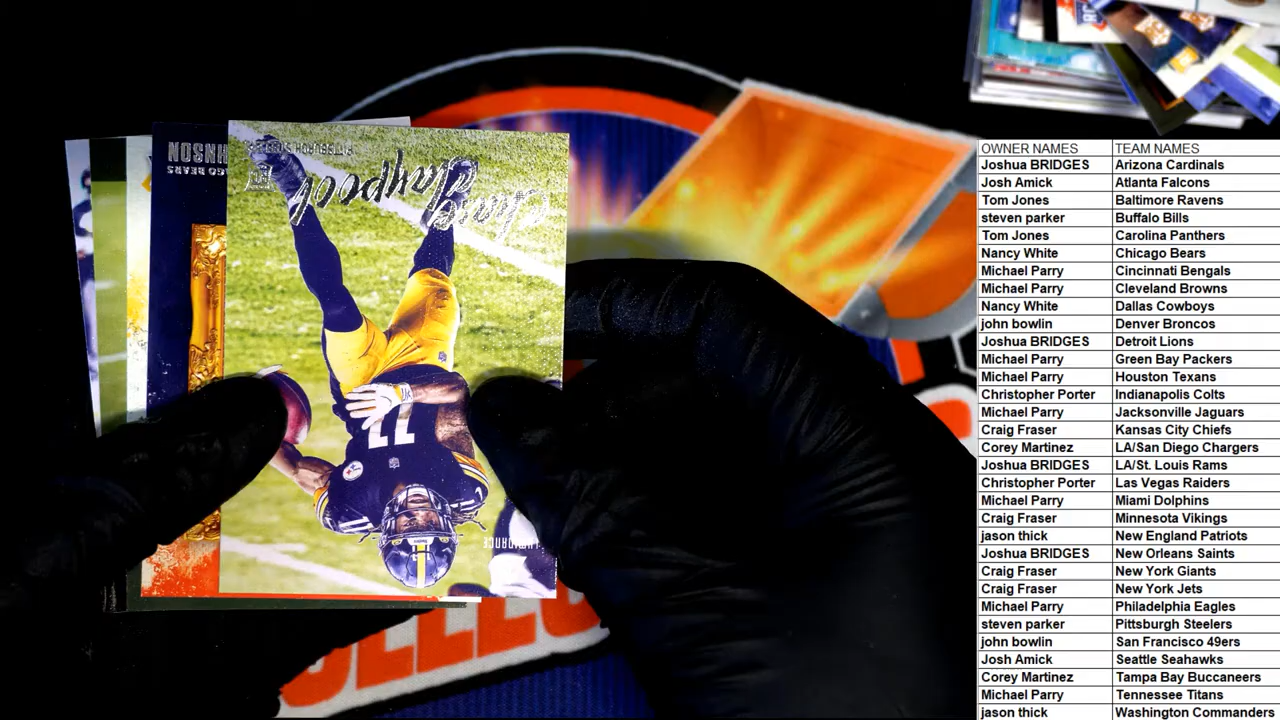 OWNER NAMES TEAM NAMES
Joshua BRIDGES Arizona Cardinals
Josh Amick Atlanta Falcons
Tom Jones Baltimore Ravens
steven parker Buffalo Bills
Tom Jones Carolina Panthers
Nancy White Chicago Bears
Michael Parry Cincinnati Bengals
Michael Parry Cleveland Browns
Nancy White Dallas Cowboys
john bowlin Denver Broncos
Joshua BRIDGES Detroit Lions
Michael Parry Green Bay Packers
Michael Parry Houston Texans
Christopher Porter Indianapolis Colts
Michael Parry Jacksonville Jaguars
Craig Fraser Kansas City Chiefs
Corey Martinez LA/San Diego Chargers
Joshua BRIDGES LA/St. Louis Rams
Christopher Porter Las Vegas Raiders
Michael Parry Miami Dolphins
Craig Fraser Minnesota Vikings
jason thick New England Patriots
Joshua BRIDGES New Orleans Saints
Craig Fraser New York Giants
Craig Fraser New York Jets
Michael Parry Philadelphia Eagles
steven parker Pittsburgh Steelers
john bowlin San Francisco 49ers
Josh Amick Seattle Seahawks
Corey Martinez Tampa Bay Buccaneers
Michael Parry Tennessee Titans
jason thick Washington Commanders
PITTSBURGH STEELERS
Chase Claypool
11
LUMINANCE